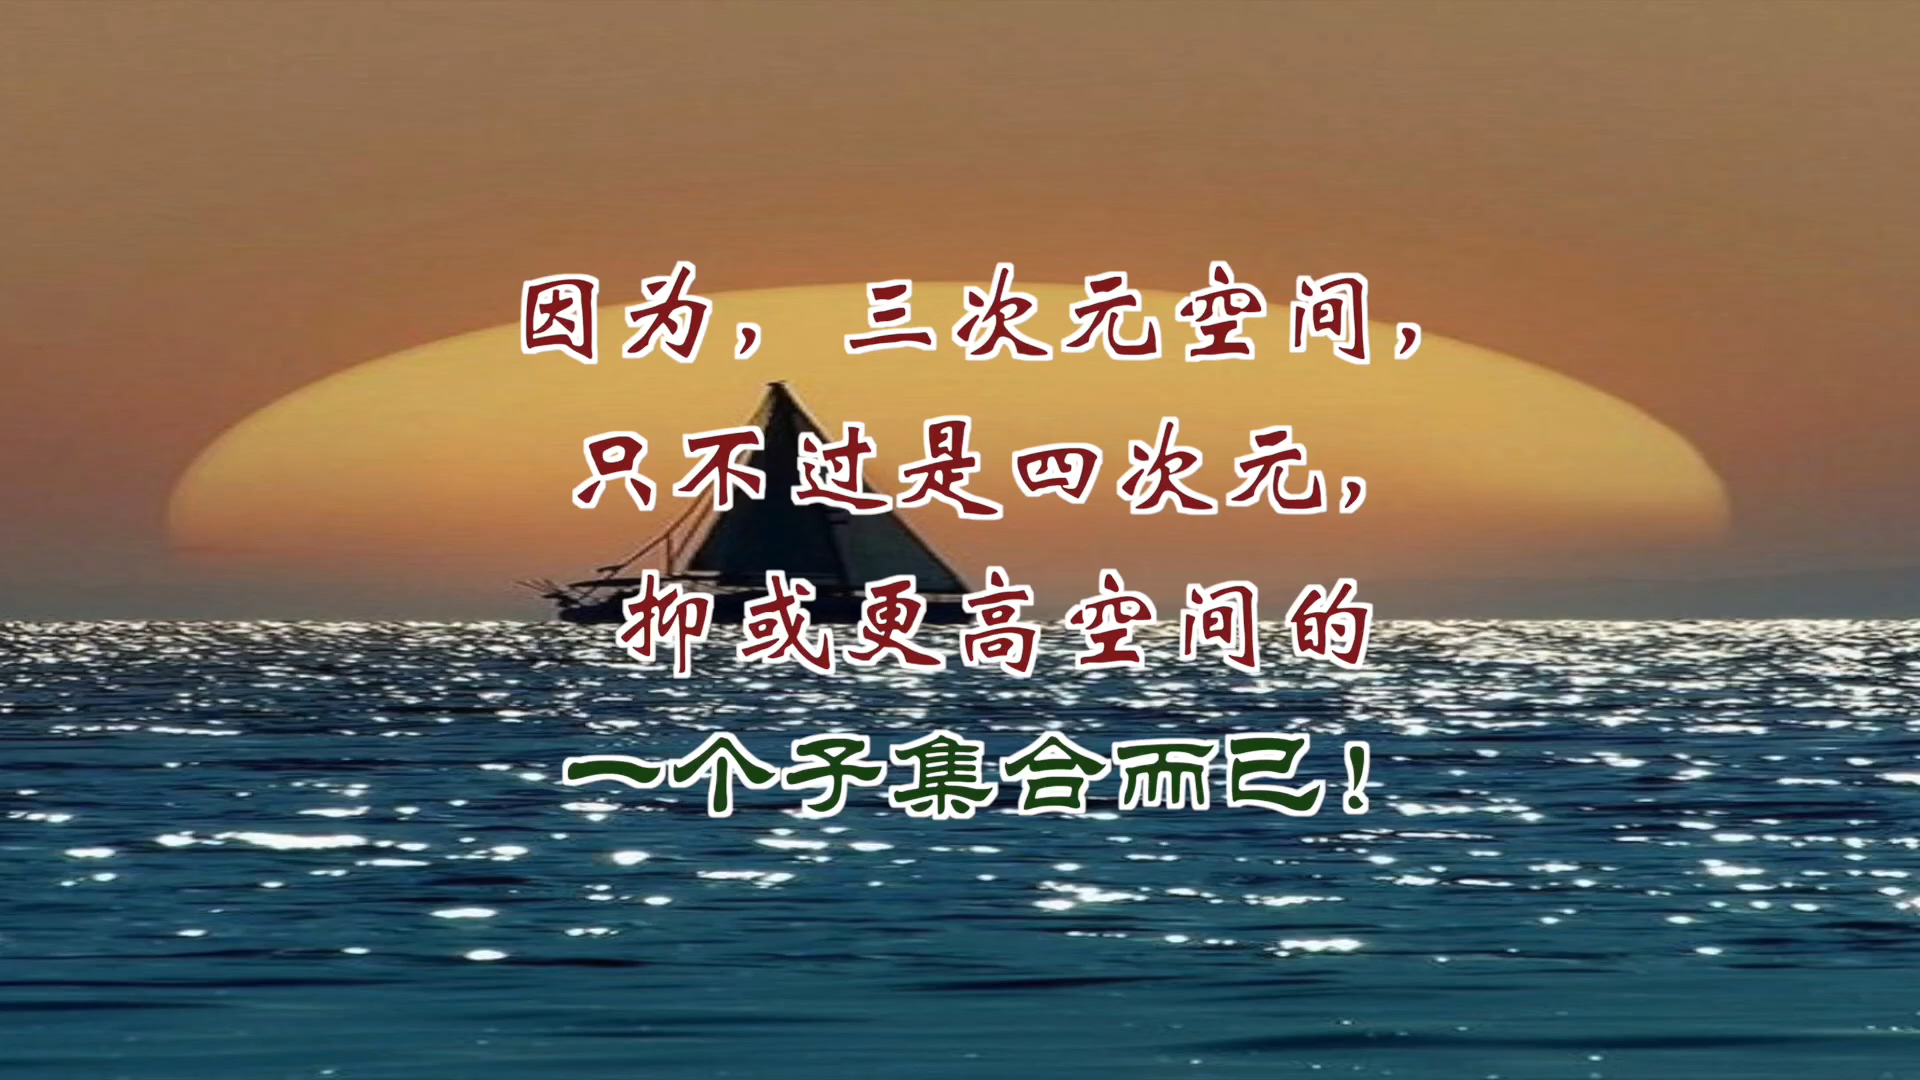 因为，三次元空间，
只不过是四次元，
抑或更高空间的
一个子集合而已！